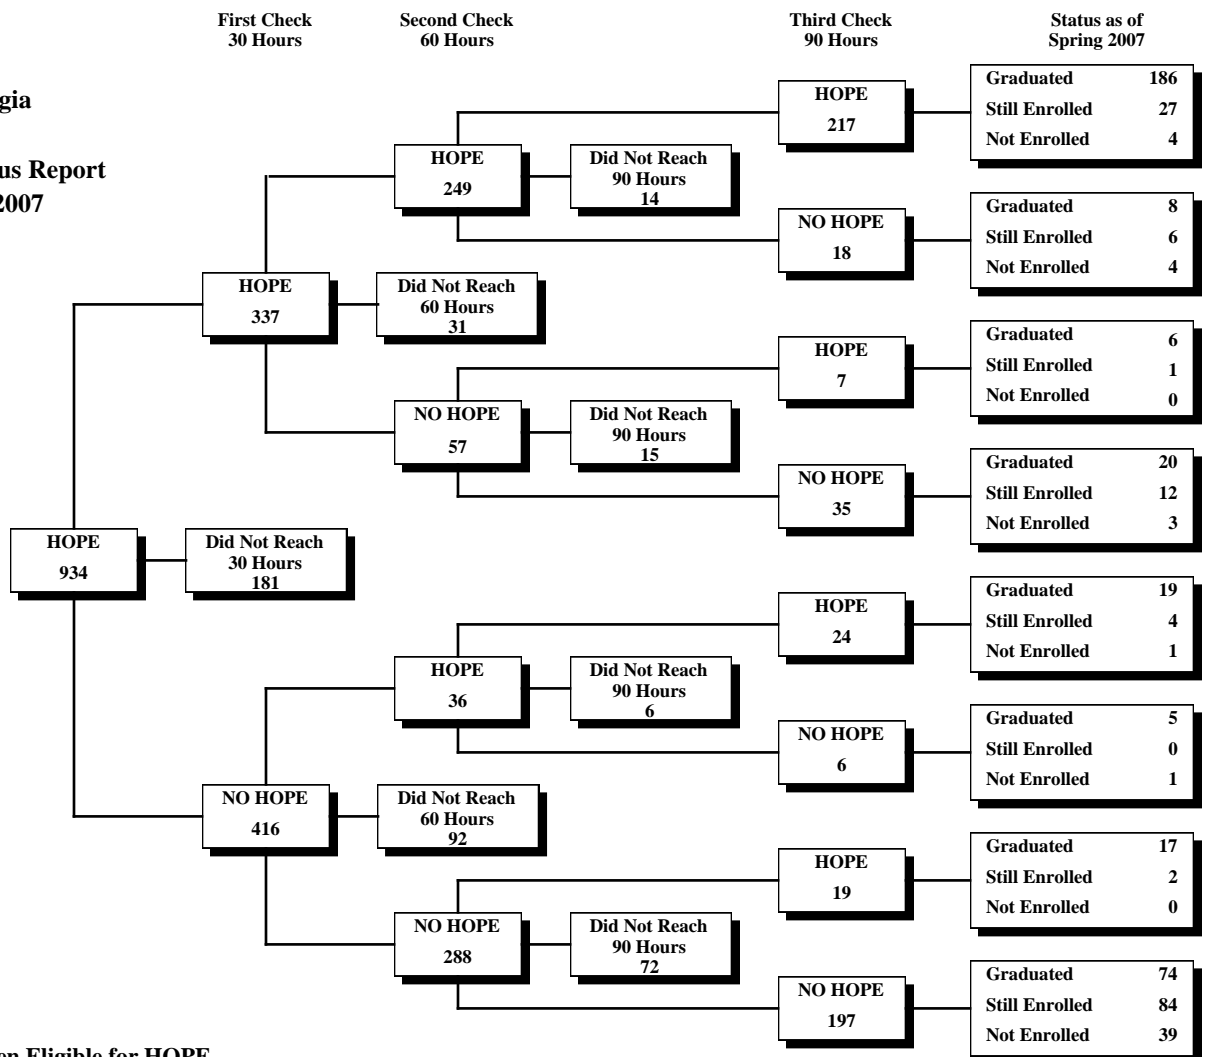 First Check
30 Hours
Second Check
60 Hours
Third Check
90 Hours
Status as of
Spring 2007
gia
us Report
2007
HOPE
934
Did Not Reach
30 Hours
181
HOPE
337
Did Not Reach
60 Hours
31
NO HOPE
416
Did Not Reach
60 Hours
92
HOPE
249
Did Not Reach
90 Hours
14
NO HOPE
57
Did Not Reach
90 Hours
15
HOPE
36
Did Not Reach
90 Hours
6
NO HOPE
288
Did Not Reach
90 Hours
72
HOPE
217
Graduated 186
Still Enrolled 27
Not Enrolled 4
NO HOPE
18
Graduated 8
Still Enrolled 6
Not Enrolled 4
HOPE
7
Graduated 6
Still Enrolled 1
Not Enrolled 0
NO HOPE
35
Graduated 20
Still Enrolled 12
Not Enrolled 3
HOPE
24
Graduated 19
Still Enrolled 4
Not Enrolled 1
NO HOPE
6
Graduated 5
Still Enrolled 0
Not Enrolled 1
HOPE
19
Graduated 17
Still Enrolled 2
Not Enrolled 0
NO HOPE
197
Graduated 74
Still Enrolled 84
Not Enrolled 39
en Eligible for HOPE